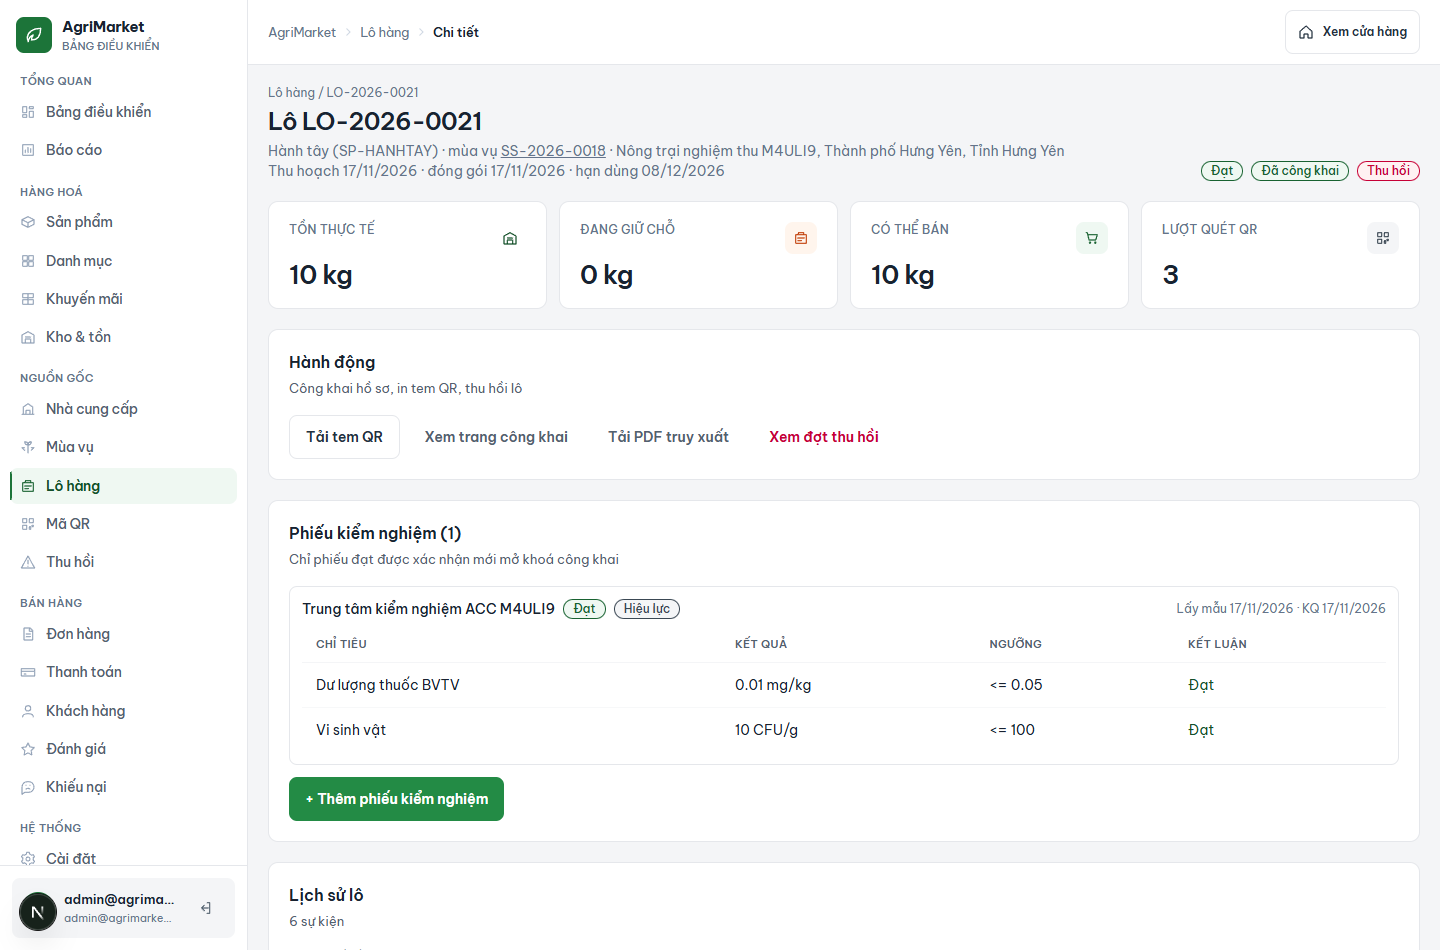 AgriMarket
BẢNG ĐIỀU KHIỂN
TỔNG QUAN
Bảng điều khiển
Báo cáo
HÀNG HOÁ
Sản phẩm
Danh mục
Khuyến mãi
Kho & tồn
NGUỒN GỐC
Nhà cung cấp
Mùa vụ
Lô hàng
Mã QR
Thu hồi
BÁN HÀNG
Đơn hàng
Thanh toán
Khách hàng
Đánh giá
Khiếu nại
HỆ THỐNG
Cài đặt
N
admin@agrima...
admin@agrimarke...
AgriMarket > Lô hàng > Chi tiết
Xem cửa hàng
Lô hàng / LO-2026-0021
Lô LO-2026-0021
Hành tây (SP-HANHTAY) · mùa vụ SS-2026-0018 · Nông trại nghiệm thu M4ULI9, Thành phố Hưng Yên, Tỉnh Hưng Yên
Thu hoạch 17/11/2026 · đóng gói 17/11/2026 · hạn dùng 08/12/2026
Đạt
Đã công khai
Thu hồi
TỒN THỰC TẾ
10 kg
ĐANG GIỮ CHỖ
0 kg
CÓ THỂ BÁN
10 kg
LƯỢT QUÉT QR
3
Hành động
Công khai hồ sơ, in tem QR, thu hồi lô
Tải tem QR
Xem trang công khai
Tải PDF truy xuất
Xem đợt thu hồi
Phiếu kiểm nghiệm (1)
Chỉ phiếu đạt được xác nhận mới mở khoá công khai
Trung tâm kiểm nghiệm ACC M4ULI9 Đạt Hiệu lực
Lấy mẫu 17/11/2026 · KQ 17/11/2026
CHỈ TIÊU KẾT QUẢ NGƯỠNG KẾT LUẬN
Dư lượng thuốc BVTV 0.01 mg/kg <= 0.05 Đạt
Vi sinh vật 10 CFU/g <= 100 Đạt
+ Thêm phiếu kiểm nghiệm
Lịch sử lô
6 sự kiện